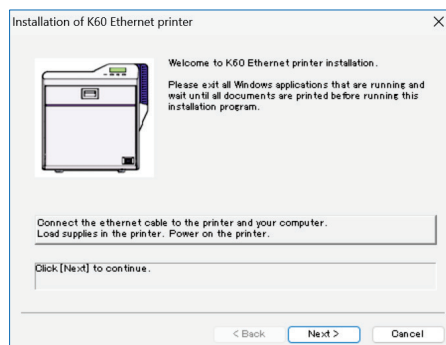 Installation of K60 Ethernet printer
Welcome to K60 Ethernet printer installation.
Please exit all Windows applications that are running and
wait until all documents are printed before running this
installation program.
Connect the ethernet cable to the printer and your computer.
Load supplies in the printer. Power on the printer.
Click [Next] to continue.
< Back
Next >
Cancel